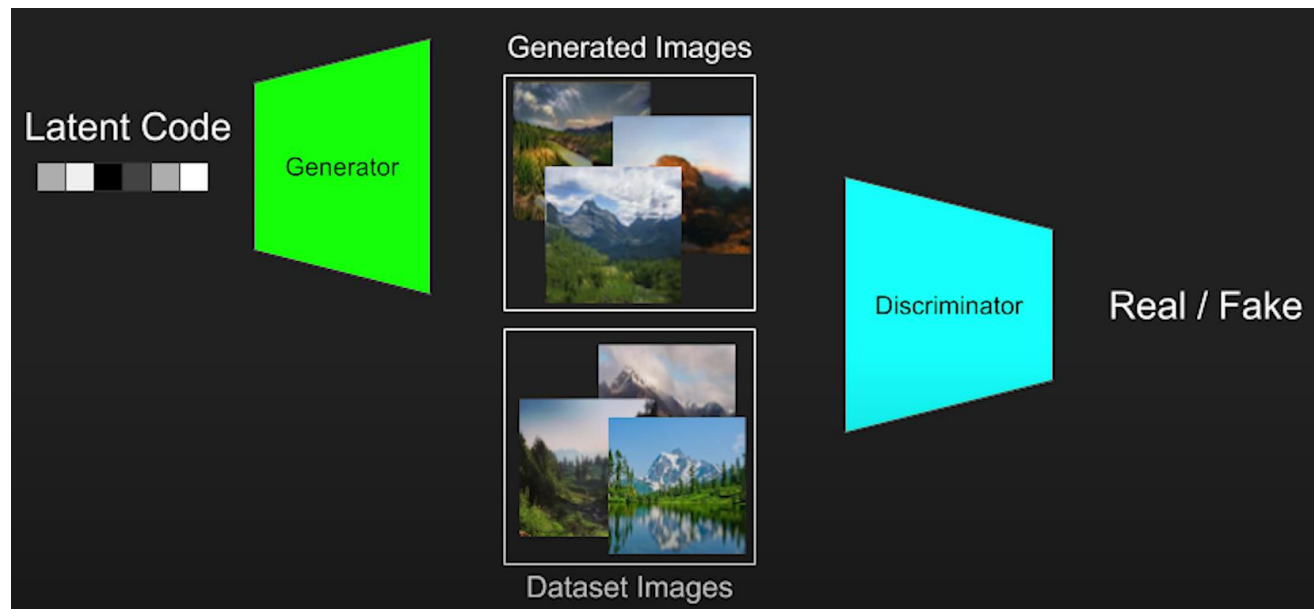 Latent Code
Generator
Generated Images
Dataset Images
Discriminator
Real / Fake